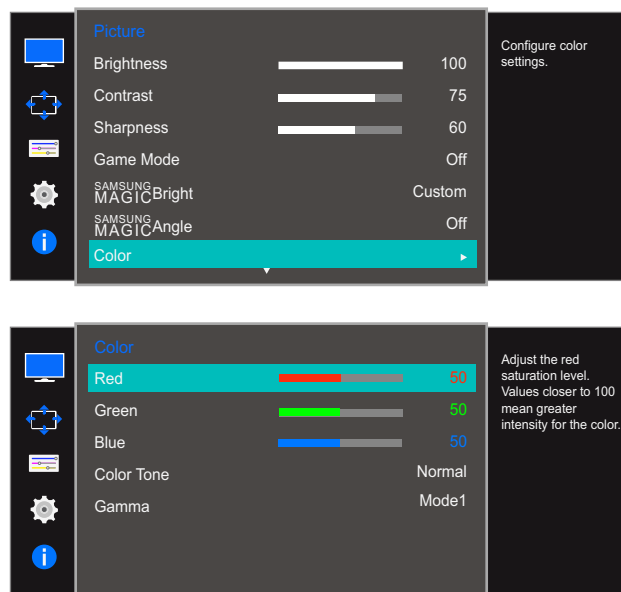 Picture
Brightness 100
Contrast 75
Sharpness 60
Game Mode Off
SAMSUNG
MAGICBright Custom
SAMSUNG
MAGICAngle Off
Color
Configure color
settings.
Color
Red 50
Green 50
Blue 50
Color Tone Normal
Gamma Mode1
Adjust the red
saturation level.
Values closer to 100
mean greater
intensity for the color.